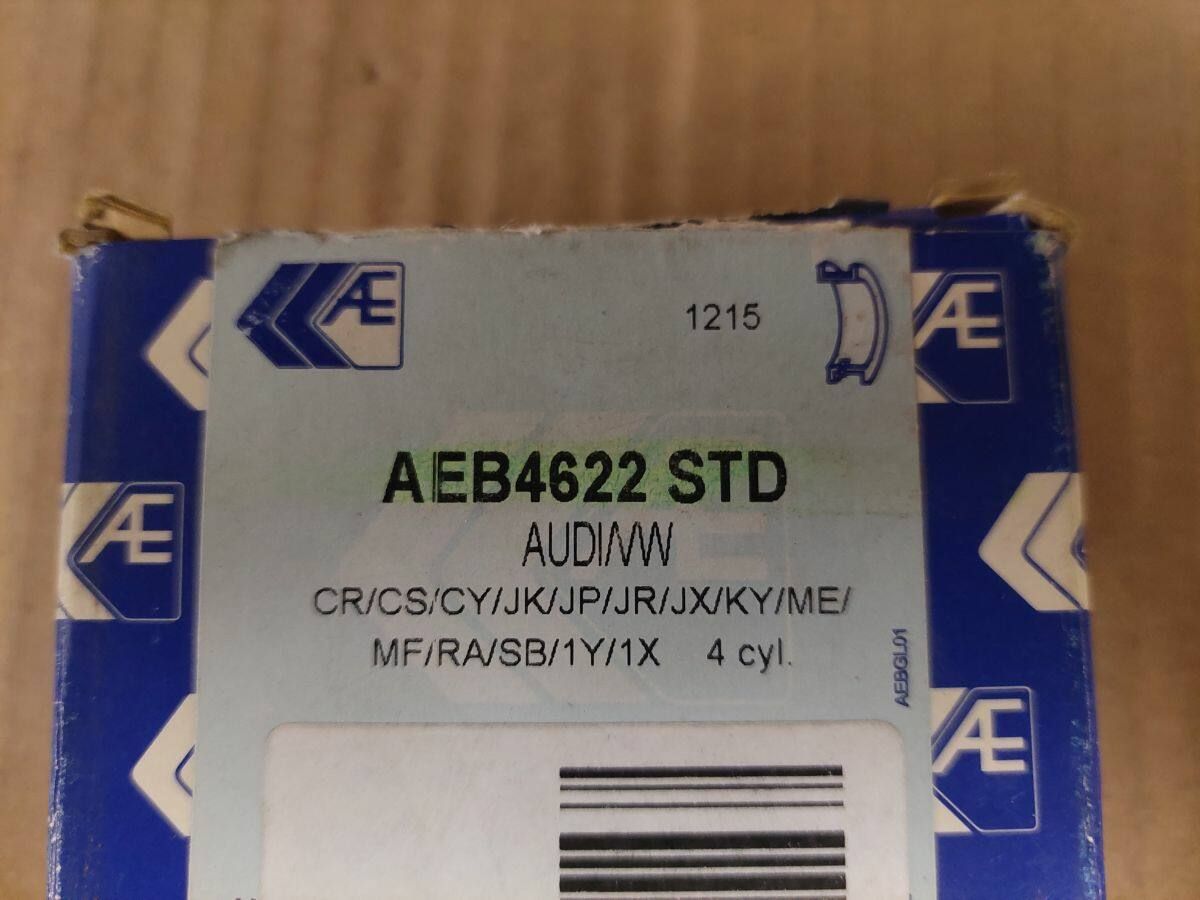 Æ
1215
Æ
AEB4622 STD
AUDI/VW
Æ
CR/CS/CY/JK/JP/JR/JX/KY/ME/
MF/RA/SB/1Y/1X 4 cyl.
AEBGL01
Æ